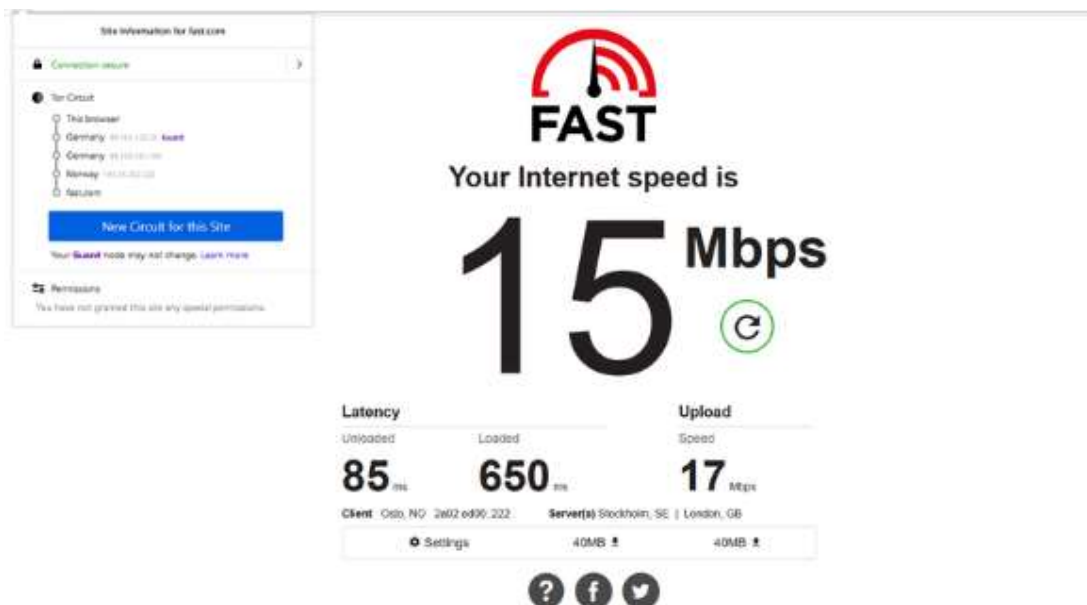 Site Information for fast.com
Connection secure
Tor Circuit
This browser
Germany Guard
Germany
Norway
fast.com
New Circuit for this Site
Your Guard node may not change. Learn more
Permissions
You have not granted this site any special permissions.
FAST
Your Internet speed is
15 Mbps
Latency Upload
Unloaded Loaded Speed
85 ms 650 ms 17 Mbps
Client Oslo, NO Server(s) Stockholm, SE | London, GB
Settings 40MB 40MB
? f